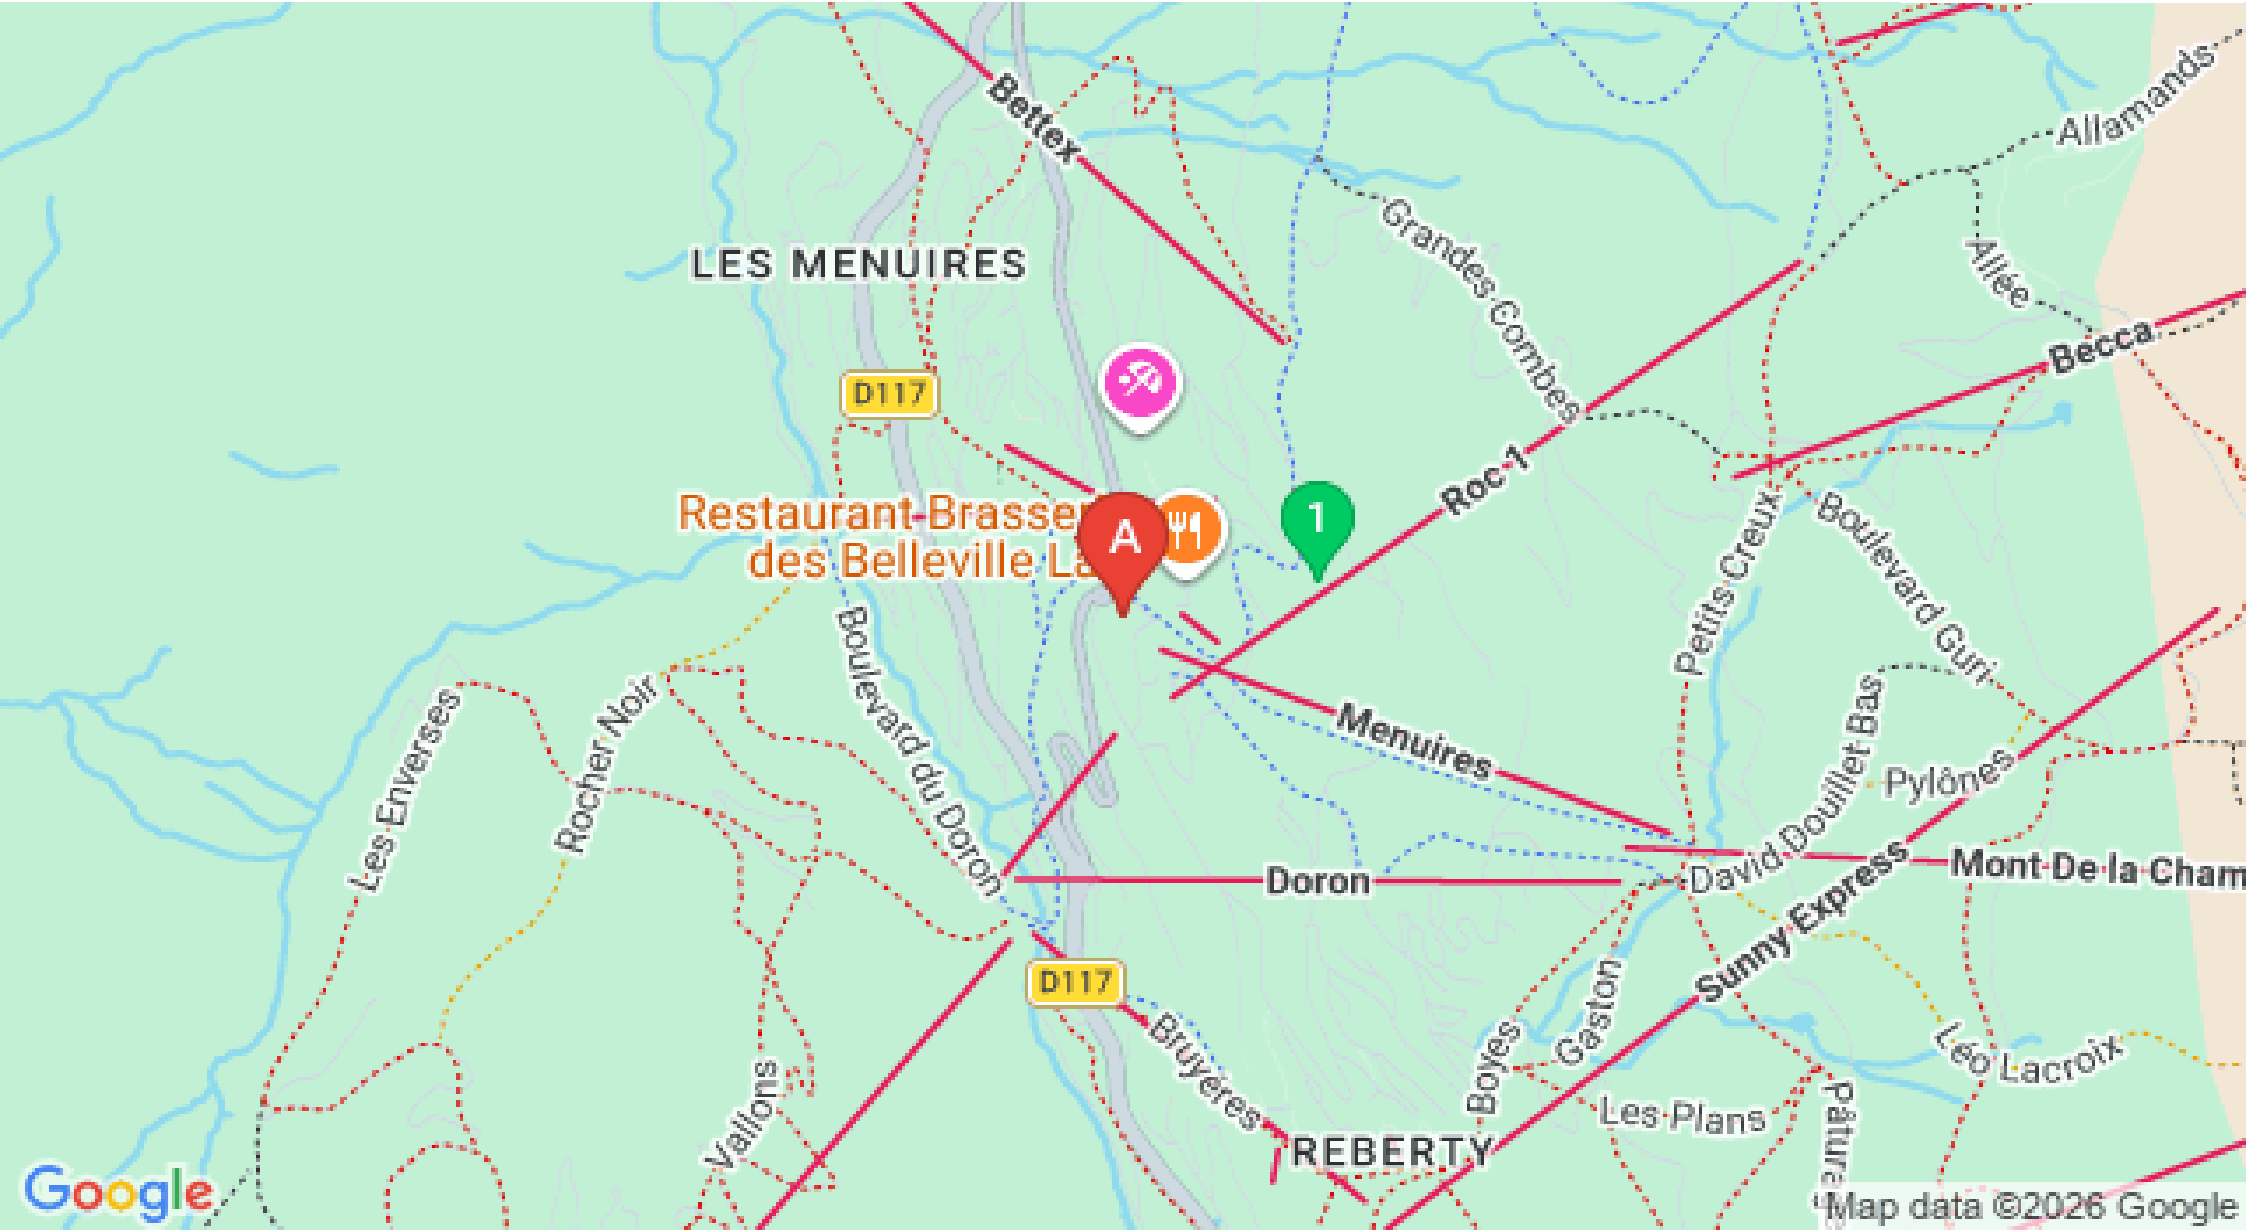 Bettex
Allamands
Grandes Combes
LES MENUIRES
Allée
Becca
D117
Roc 1
Restaurant Brasser
des Belleville La
A
1
Petits Creux
Boulevard Guri
Boulevard du Doron
Rocher Noir
Les Enverses
Menuires
David Douillet Bas
Pylônes
Doron
Mont De la Cham
Sunny Express
D117
Gaston
Boyes
Bruyéres
Léo Lacroix
Les Plans
Vallons
REBERTY
Pâtura
Google
Map data ©2026 Google